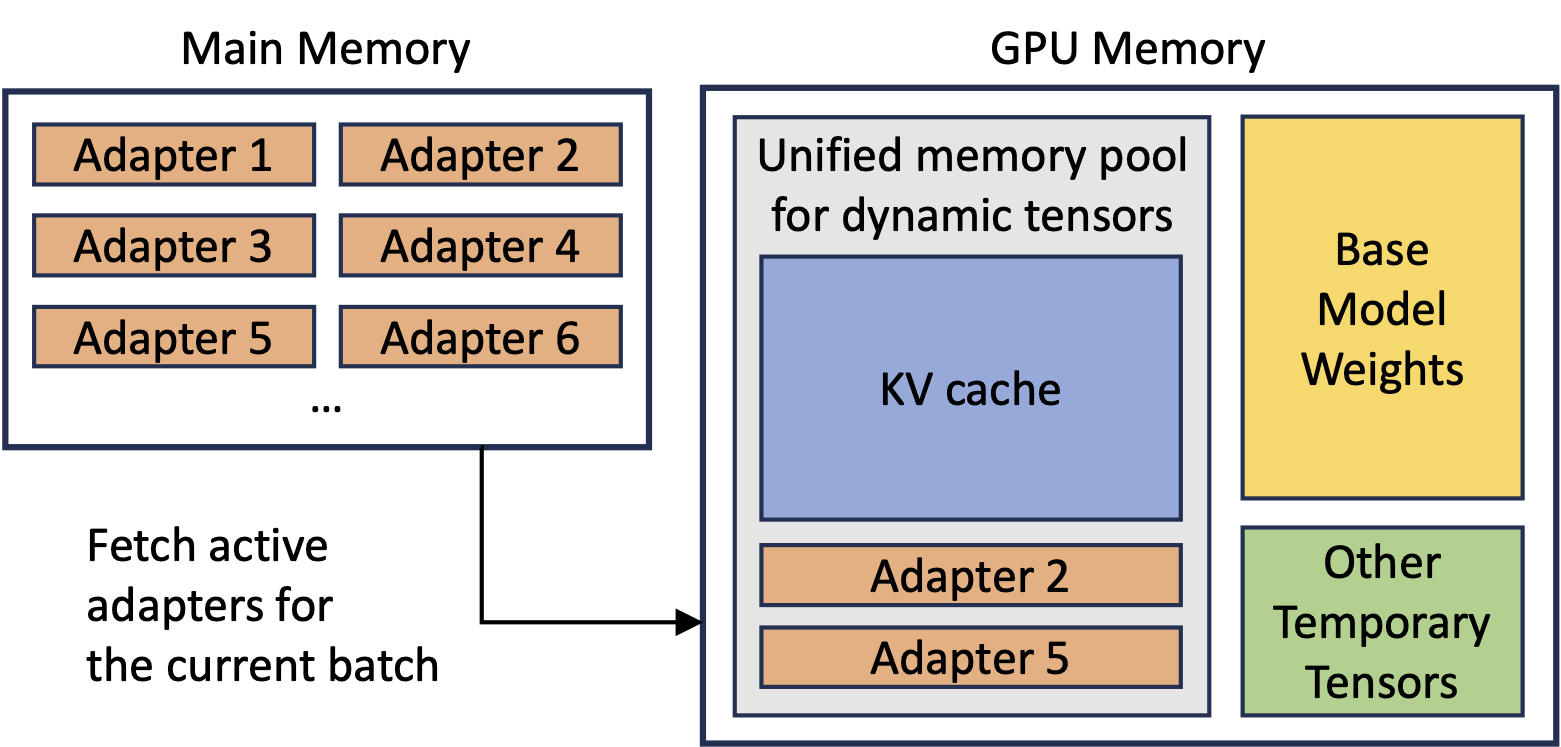 Main Memory
Adapter 1
Adapter 2
Adapter 3
Adapter 4
Adapter 5
Adapter 6
...
Fetch active
adapters for
the current batch
GPU Memory
Unified memory pool
for dynamic tensors
KV cache
Adapter 2
Adapter 5
Base
Model
Weights
Other
Temporary
Tensors